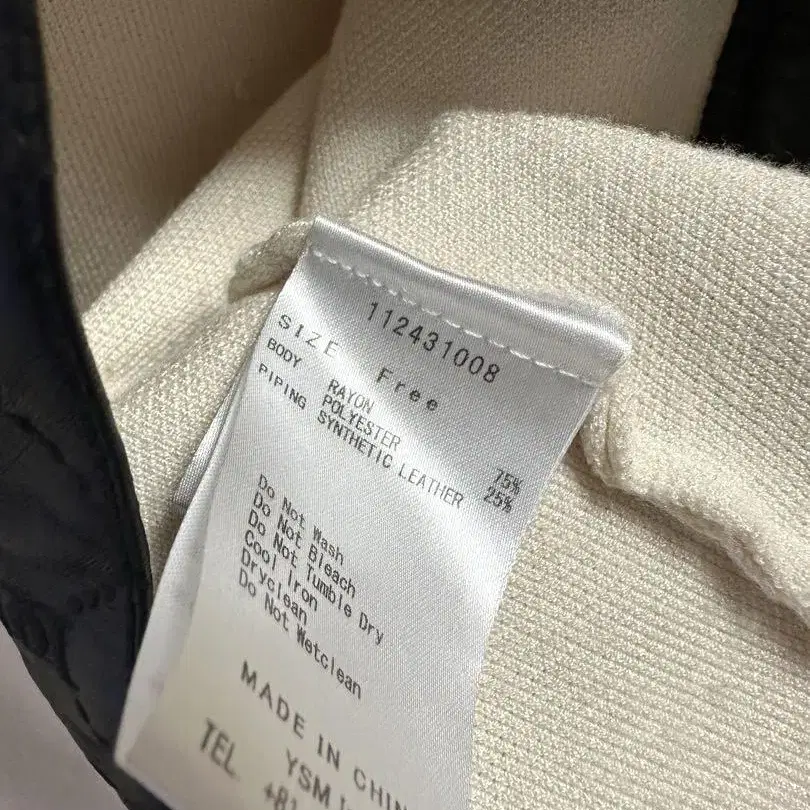 112431008
SIZE Free
BODY RAYON 75%
POLYESTER 25%
PIPING SYNTHETIC LEATHER
Do Not Wash
Do Not Bleach
Do Not Tumble Dry
Cool Iron
Dryclean
Do Not Wetclean
MADE IN CHIN
YSM
TEL +81